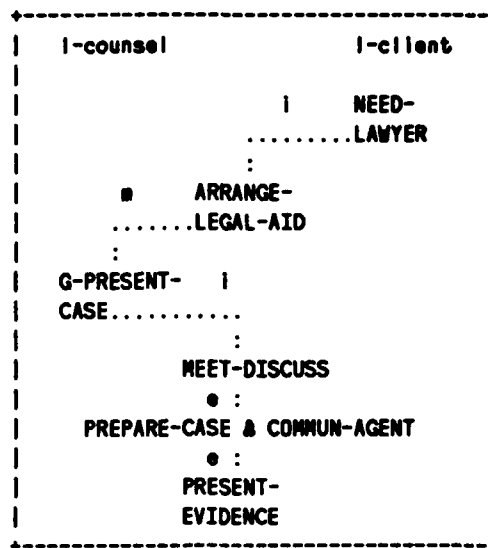 I-counsel I-client
i NEED-
.........LAWYER
:
m ARRANGE-
.......LEGAL-AID
:
G-PRESENT- i
CASE...........
:
MEET-DISCUSS
e :
PREPARE-CASE & COMMUN-AGENT
e :
PRESENT-
EVIDENCE